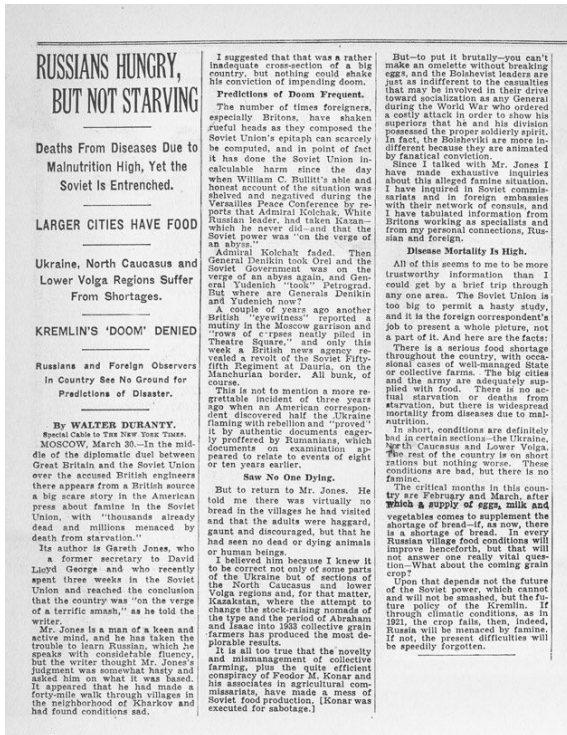 RUSSIANS HUNGRY,
BUT NOT STARVING
Deaths From Diseases Due to
Malnutrition High, Yet the
Soviet Is Entrenched.
LARGER CITIES HAVE FOOD
Ukraine, North Caucasus and
Lower Volga Regions Suffer
From Shortages.
KREMLIN'S 'DOOM' DENIED
Russians and Foreign Observers
in Country See No Ground for
Predictions of Disaster.
By WALTER DURANTY.
Special Cable to THE NEW YORK TIMES.
MOSCOW, March 30.—In the mid-
dle of the diplomatic duel between
Great Britain and the Soviet Union
over the accused British engineers
there appears from a British source
a big scare story in the American
press about famine in the Soviet
Union, with "thousands already
dead and millions menaced by
death from starvation."
Its author is Gareth Jones, who
is a former secretary to David
Lloyd George and who recently
spent three weeks in the Soviet
Union and reached the conclusion
that the country was "on the verge
of a terrific smash," as he told the
writer.
Mr. Jones is a man of a keen and
active mind, and he has taken the
trouble to learn Russian, which he
speaks with considerable fluency,
but the writer thought Mr. Jones's
judgment was somewhat hasty and
asked him on what it was based.
It appeared that he had made a
forty-mile walk through villages in
the neighborhood of Kharkov and
had found conditions sad.
I suggested that that was a rather
inadequate cross-section of a big
country, but nothing could shake
his conviction of impending doom.
Predictions of Doom Frequent.
The number of times foreigners,
especially Britons, have shaken
rueful heads as they composed the
Soviet Union's epitaph can scarcely
be computed, and in point of fact
it has done the Soviet Union in-
calculable harm since the day
when William C. Bullitt's able and
honest account of the situation was
shelved and negatived during the
Versailles Peace Conference by re-
ports that Admiral Kolchak, White
Russian leader, had taken Kazan—
which he never did—and that the
Soviet power was "on the verge of
an abyss."
Admiral Kolchak faded. Then
General Denikin took Orel and the
Soviet Government was on the
verge of an abyss again, and Gen-
eral Yudenich "took" Petrograd.
But where are Generals Denikin
and Yudenich now?
A couple of years ago another
British "eyewitness" reported a
mutiny in the Moscow garrison and
"rows of c rpses neatly piled in
Theatre Square," and only this
week a British news agency re-
vealed a revolt of the Soviet Fifty-
fifth Regiment at Dauria, on the
Manchurian border. All bunk, of
course.
This is not to mention a more re-
grettable incident of three years
ago when an American correspon-
dent discovered half the Ukraine
flaming with rebellion and "proved"
it by authentic documents eager-
ly proffered by Rumanians, which
documents on examination ap-
peared to relate to events of eight
or ten years earlier.
Saw No One Dying.
But to return to Mr. Jones. He
told me there was virtually no
bread in the villages he had visited
and that the adults were haggard,
gaunt and discouraged, but that he
had seen no dead or dying animals
or human beings.
I believed him because I knew it
to be correct not only of some parts
of the Ukraine but of sections of
the North Caucasus and lower
Volga regions and, for that matter,
Kazakstan, where the attempt to
change the stock-raising nomads of
the type and the period of Abraham
and Isaac into 1933 collective grain
farmers has produced the most de-
plorable results.
It is all too true that the novelty
and mismanagement of collective
farming, plus the quite efficient
conspiracy of Feodor M. Konar and
his associates in agricultural com-
missariats, have made a mess of
Soviet food production. [Konar was
executed for sabotage.]
But—to put it brutally—you can't
make an omelette without breaking
eggs, and the Bolshevist leaders are
just as indifferent to the casualties
that may be involved in their drive
toward socialization as any General
during the World War who ordered
a costly attack in order to show his
superiors that he and his division
possessed the proper soldierly spirit.
In fact, the Bolsheviki are more in-
different because they are animated
by fanatical conviction.
Since I talked with Mr. Jones I
have made exhaustive inquiries
about this alleged famine situation.
I have inquired in Soviet commis-
sariats and in foreign embassies
with their network of consuls, and
I have tabulated information from
Britons working as specialists and
from my personal connections, Rus-
sian and foreign.
Disease Mortality Is High.
All of this seems to me to be more
trustworthy information than I
could get by a brief trip through
any one area. The Soviet Union is
too big to permit a hasty study,
and it is the foreign correspondent's
job to present a whole picture, not
a part of it. And here are the facts:
There is a serious food shortage
throughout the country, with occa-
sional cases of well-managed State
or collective farms. The big cities
and the army are adequately sup-
plied with food. There is no ac-
tual starvation or deaths from
starvation, but there is widespread
mortality from diseases due to mal-
nutrition.
In short, conditions are definitely
bad in certain sections—the Ukraine,
North Caucasus and Lower Volga.
The rest of the country is on short
rations but nothing worse. These
conditions are bad, but there is no
famine.
The critical months in this coun-
try are February and March, after
which a supply of eggs, milk and
vegetables comes to supplement the
shortage of bread—if, as now, there
is a shortage of bread. In every
Russian village food conditions will
improve henceforth, but that will
not answer one really vital ques-
tion—What about the coming grain
crop?
Upon that depends not the future
of the Soviet power, which cannot
and will not be smashed, but the fu-
ture policy of the Kremlin. If
through climatic conditions, as in
1921, the crop fails, then, indeed,
Russia will be menaced by famine.
If not, the present difficulties will
be speedily forgotten.